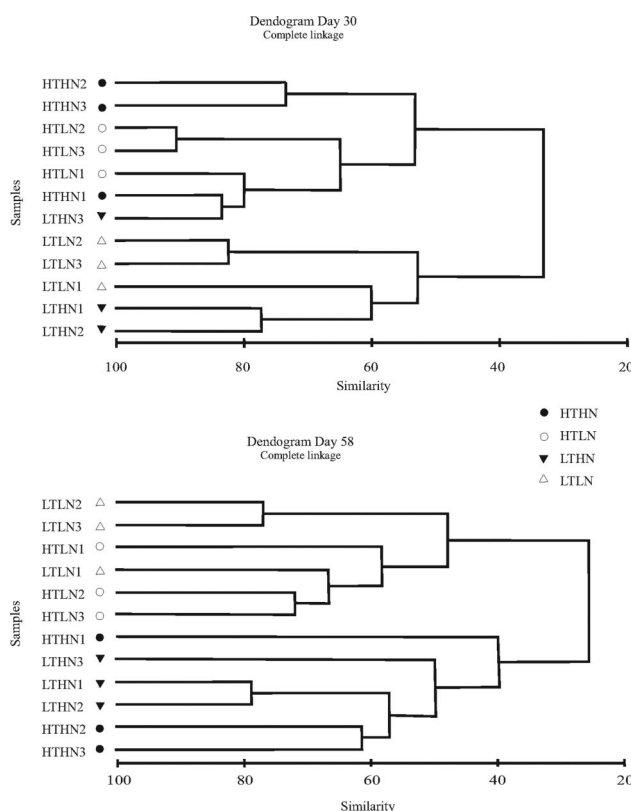 Dendogram Day 30
Complete linkage
Samples
HTHN2
HTHN3
HTLN2
HTLN3
HTLN1
HTHN1
LTHN3
LTLN2
LTLN3
LTLN1
LTHN1
LTHN2
100 80 60 40 20
Similarity
HTHN
HTLN
LTHN
LTLN
Dendogram Day 58
Complete linkage
Samples
LTLN2
LTLN3
HTLN1
LTLN1
HTLN2
HTLN3
HTHN1
LTHN3
LTHN1
LTHN2
HTHN2
HTHN3
100 80 60 40 20
Similarity